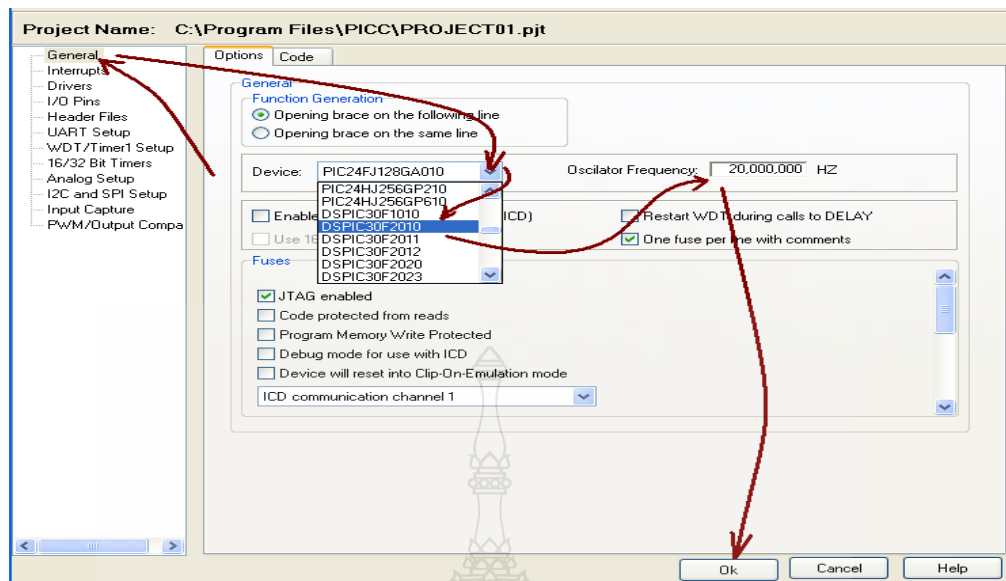 Project Name: C:\Program Files\PICC\PROJECT01.pjt
General
Interrupts
Drivers
I/O Pins
Header Files
UART Setup
WDT/Timer1 Setup
16/32 Bit Timers
Analog Setup
I2C and SPI Setup
Input Capture
PWM/Output Compa
Options Code
General
Function Generation
Opening brace on the following line
Opening brace on the same line
Device: PIC24FJ128GA010 Oscilator Frequency: 20,000,000 HZ
PIC24HJ256GP210
PIC24HJ256GP610
DSPIC30F1010
DSPIC30F2010
DSPIC30F2011
DSPIC30F2012
DSPIC30F2020
DSPIC30F2023
Enable ICD) Restart WDT during calls to DELAY
Use 16 One fuse per line with comments
Fuses
JTAG enabled
Code protected from reads
Program Memory Write Protected
Debug mode for use with ICD
Device will reset into Clip-On-Emulation mode
ICD communication channel 1
Ok Cancel Help